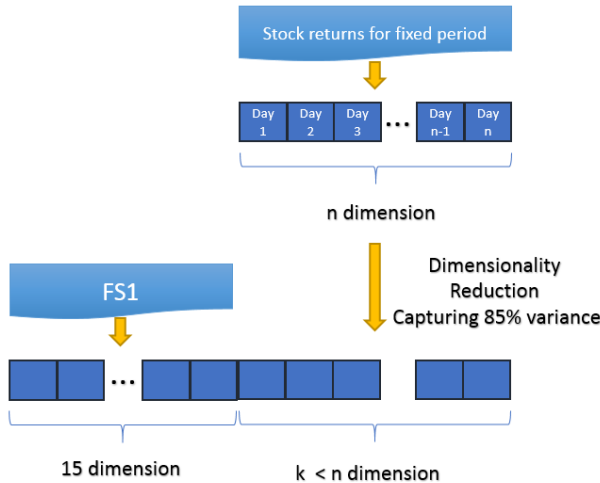 Stock returns for fixed period
Day 1 Day 2 Day 3 ... Day n-1 Day n
n dimension
Dimensionality
Reduction
Capturing 85% variance
FS1
...
15 dimension
k < n dimension